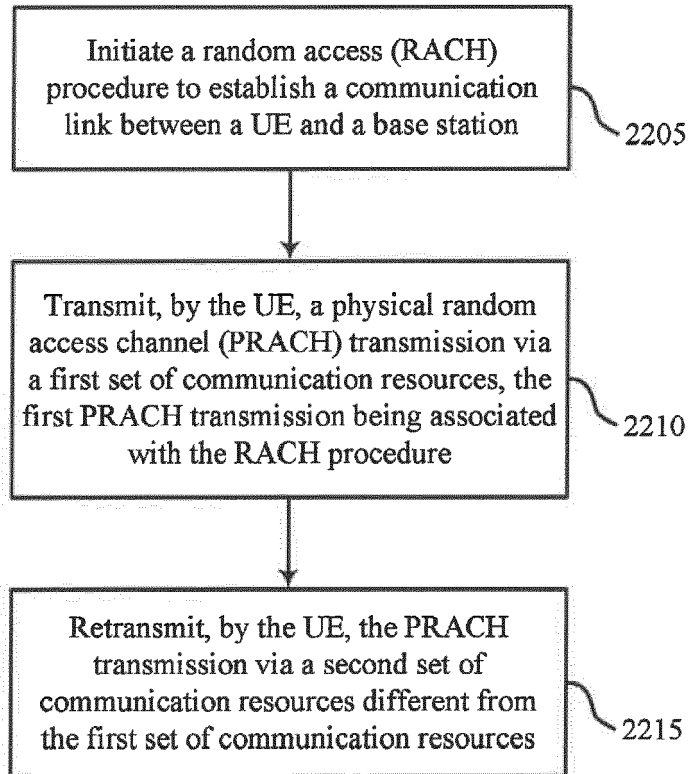 Initiate a random access (RACH)
procedure to establish a communication
link between a UE and a base station
2205
Transmit, by the UE, a physical random
access channel (PRACH) transmission via
a first set of communication resources, the
first PRACH transmission being associated
with the RACH procedure
2210
Retransmit, by the UE, the PRACH
transmission via a second set of
communication resources different from
the first set of communication resources
2215